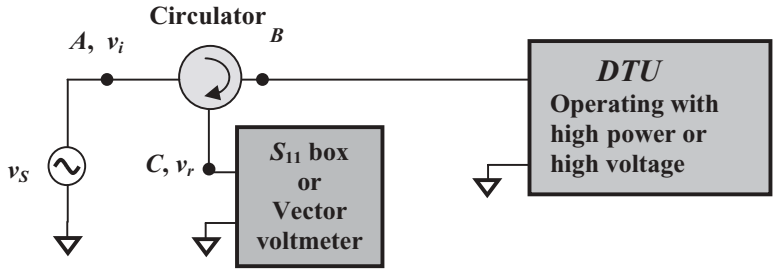 Circulator
A, vi
B
DTU
Operating with
high power or
high voltage
vS
C, vr
S11 box
or
Vector
voltmeter